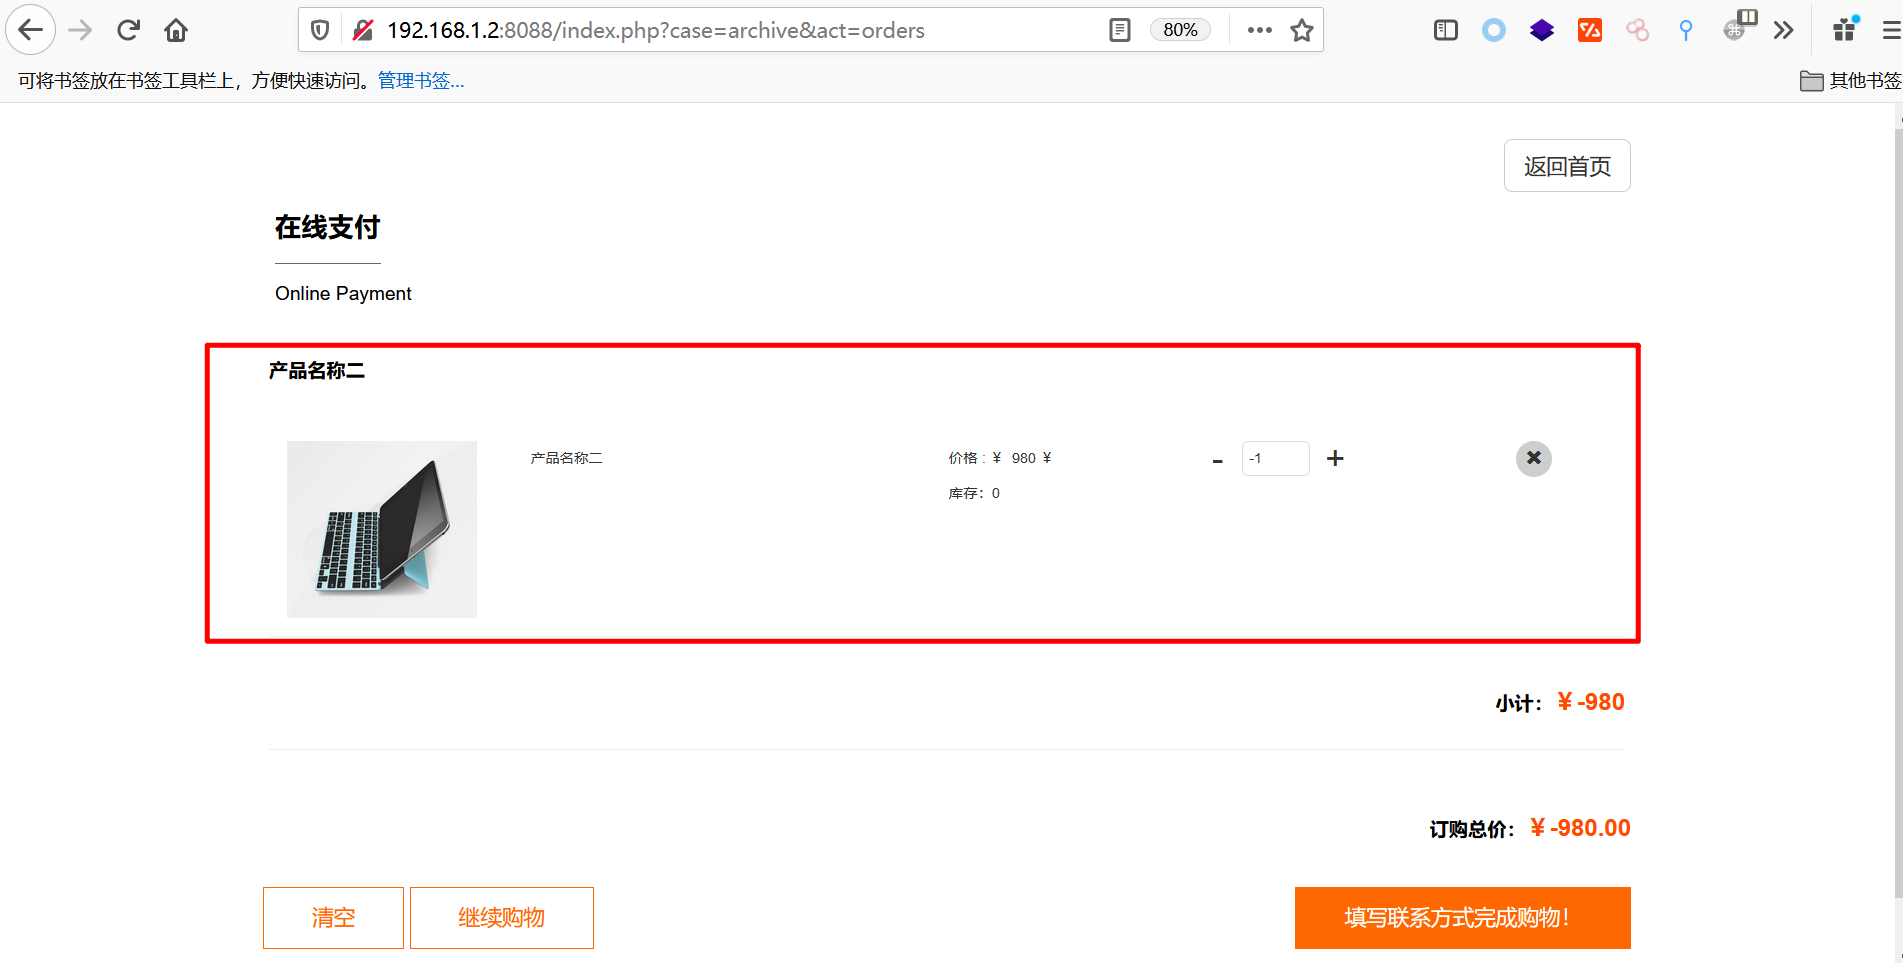 192.168.1.2:8088/index.php?case=archive&act=orders
80%
可将书签放在书签工具栏上，方便快速访问。管理书签...
其他书签
返回首页
在线支付
Online Payment
产品名称二
产品名称二
价格 : ¥ 980 ¥
- -1 +
库存：0
小计： ¥ -980
订购总价： ¥ -980.00
清空
继续购物
填写联系方式完成购物！